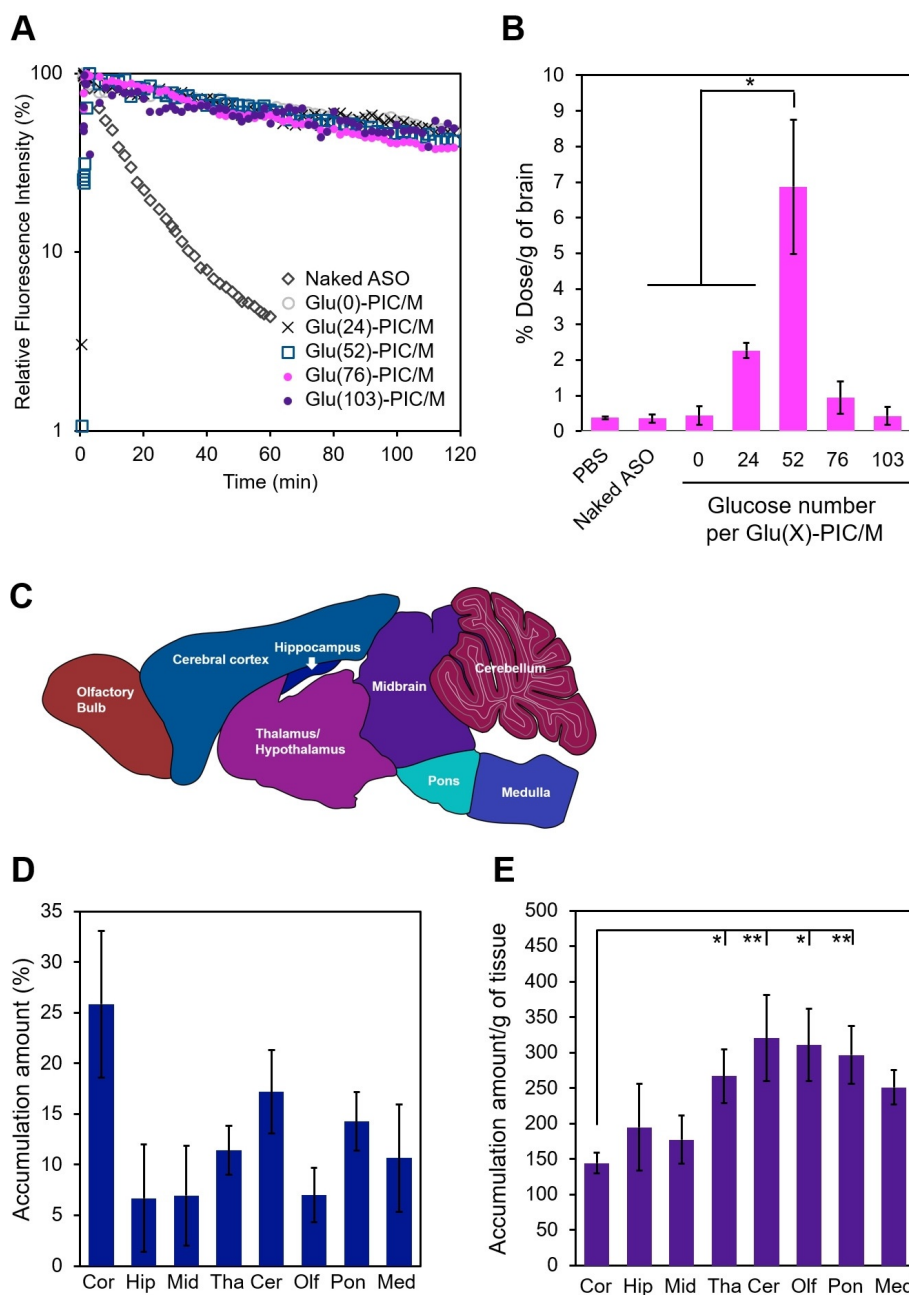 A
Relative Fluorescence Intensity (%)
100
10
1
0 20 40 60 80 100 120
Time (min)
Naked ASO
Glu(0)-PIC/M
Glu(24)-PIC/M
Glu(52)-PIC/M
Glu(76)-PIC/M
Glu(103)-PIC/M
B
% Dose/g of brain
10
9
8
7
6
5
4
3
2
1
0
*
PBS
Naked ASO
0 24 52 76 103
Glucose number
per Glu(X)-PIC/M
C
Olfactory
Bulb
Cerebral cortex
Hippocampus
Thalamus/
Hypothalamus
Midbrain
Cerebellum
Pons
Medulla
D
Accumulation amount (%)
35
30
25
20
15
10
5
0
Cor Hip Mid Tha Cer Olf Pon Med
E
Accumulation amount/g of tissue
500
450
400
350
300
250
200
150
100
50
0
* ** * **
Cor Hip Mid Tha Cer Olf Pon Med